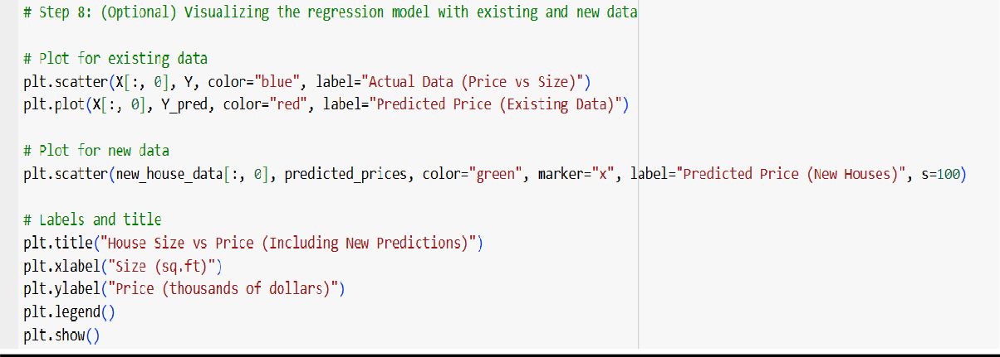 # Step 8: (Optional) Visualizing the regression model with existing and new data
# Plot for existing data
plt.scatter(X[:, 0], Y, color="blue", label="Actual Data (Price vs Size)")
plt.plot(X[:, 0], Y_pred, color="red", label="Predicted Price (Existing Data)")
# Plot for new data
plt.scatter(new_house_data[:, 0], predicted_prices, color="green", marker="x", label="Predicted Price (New Houses)", s=100)
# Labels and title
plt.title("House Size vs Price (Including New Predictions)")
plt.xlabel("Size (sq.ft)")
plt.ylabel("Price (thousands of dollars)")
plt.legend()
plt.show()